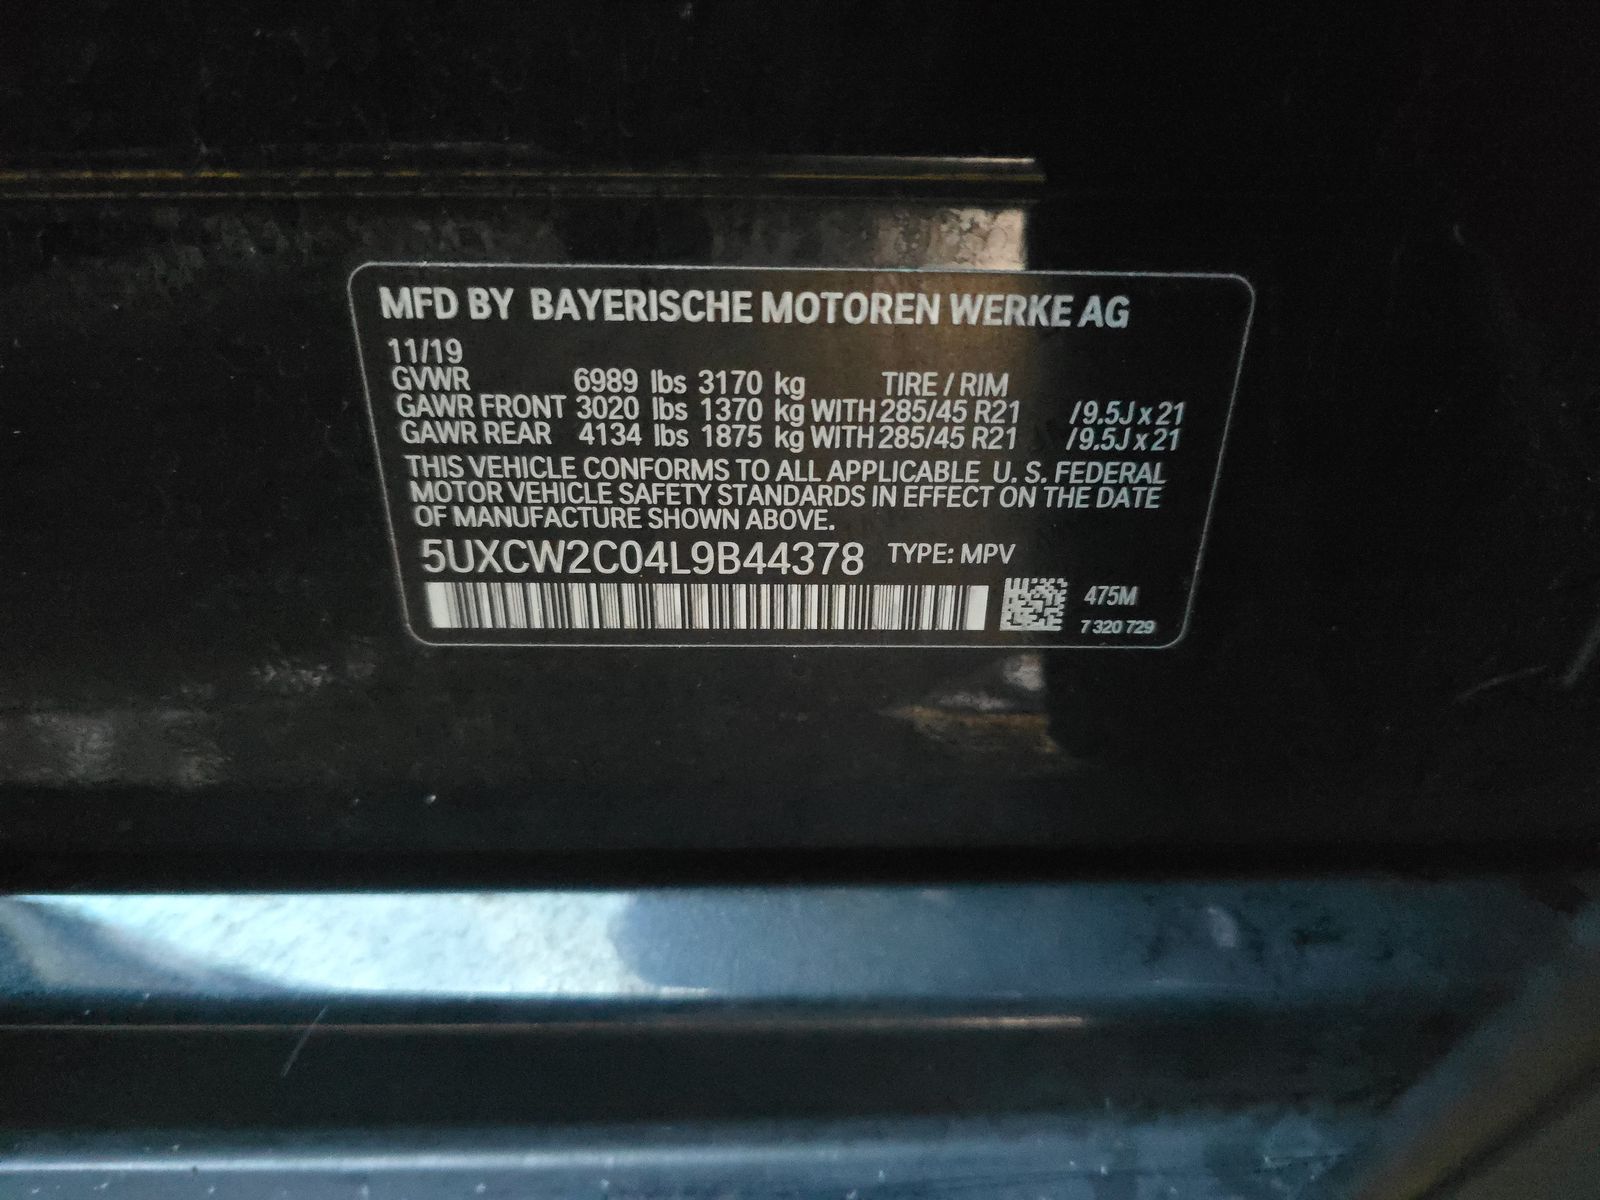 MFD BY BAYERISCHE MOTOREN WERKE AG
11/19
GVWR 6989 lbs 3170 kg TIRE / RIM
GAWR FRONT 3020 lbs 1370 kg WITH 285/45 R21 /9.5J x 21
GAWR REAR 4134 lbs 1875 kg WITH 285/45 R21 /9.5J x 21
THIS VEHICLE CONFORMS TO ALL APPLICABLE U. S. FEDERAL
MOTOR VEHICLE SAFETY STANDARDS IN EFFECT ON THE DATE
OF MANUFACTURE SHOWN ABOVE.
5UXCW2C04L9B44378 TYPE: MPV
475M
7 320 729